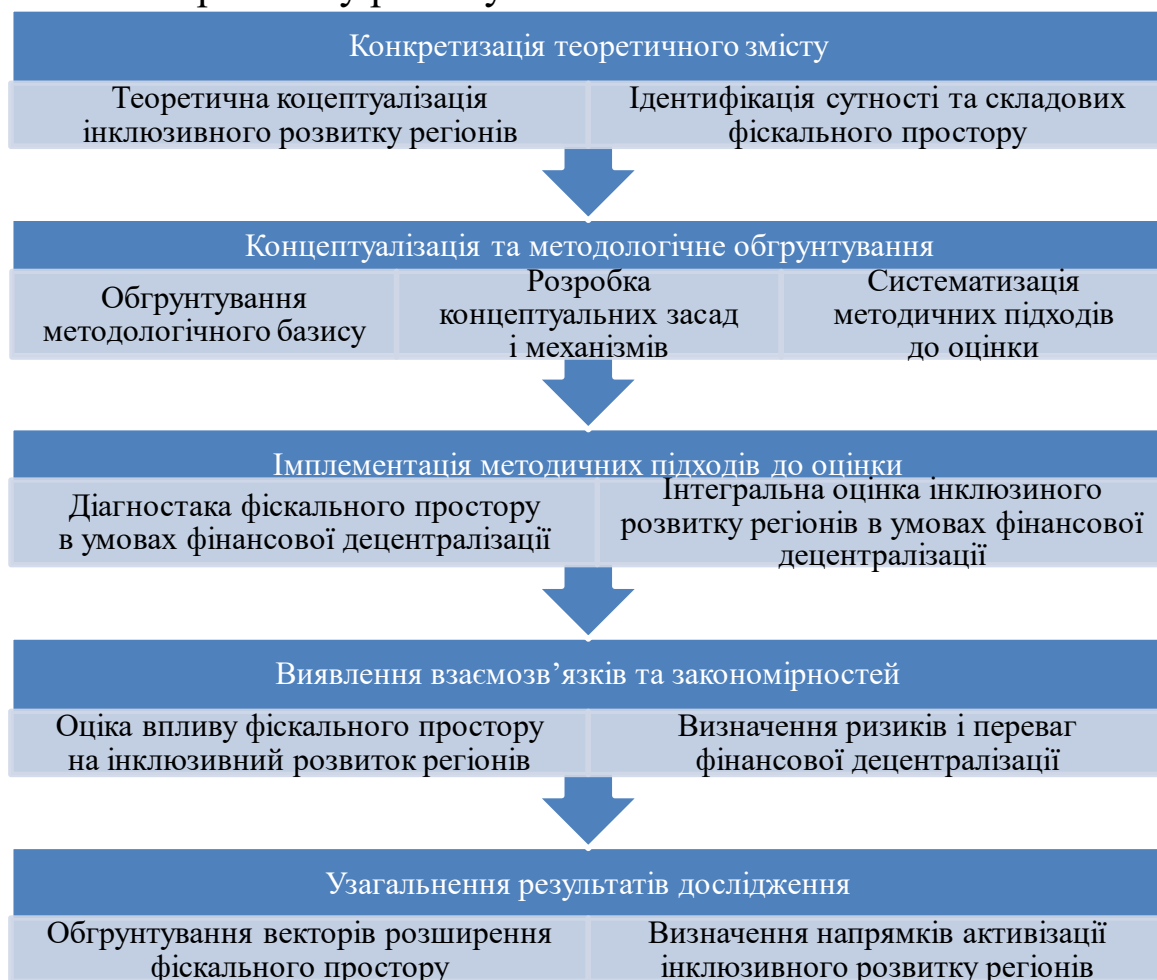 Конкретизація теоретичного змісту
Теоретична коцептуалізація
інклюзивного розвитку регіонів
Ідентифікація сутності та складових
фіскального простору
Концептуалізація та методологічне обгрунтування
Обгрунтування
методологічного базису
Розробка
концептуальних засад
і механізмів
Систематизація
методичних підходів
до оцінки
Імплементація методичних підходів до оцінки
Діагностака фіскального простору
в умовах фінансової децентралізації
Інтегральна оцінка інклюзиного
розвитку регіонів в умовах фінансової
децентралізації
Виявлення взаємозв’язків та закономірностей
Оціка впливу фіскального простору
на інклюзивний розвиток регіонів
Визначення ризиків і переваг
фінансової децентралізації
Узагальнення результатів дослідження
Обгрунтування векторів розширення
фіскального простору
Визначення напрямків активізації
інклюзивного розвитку регіонів